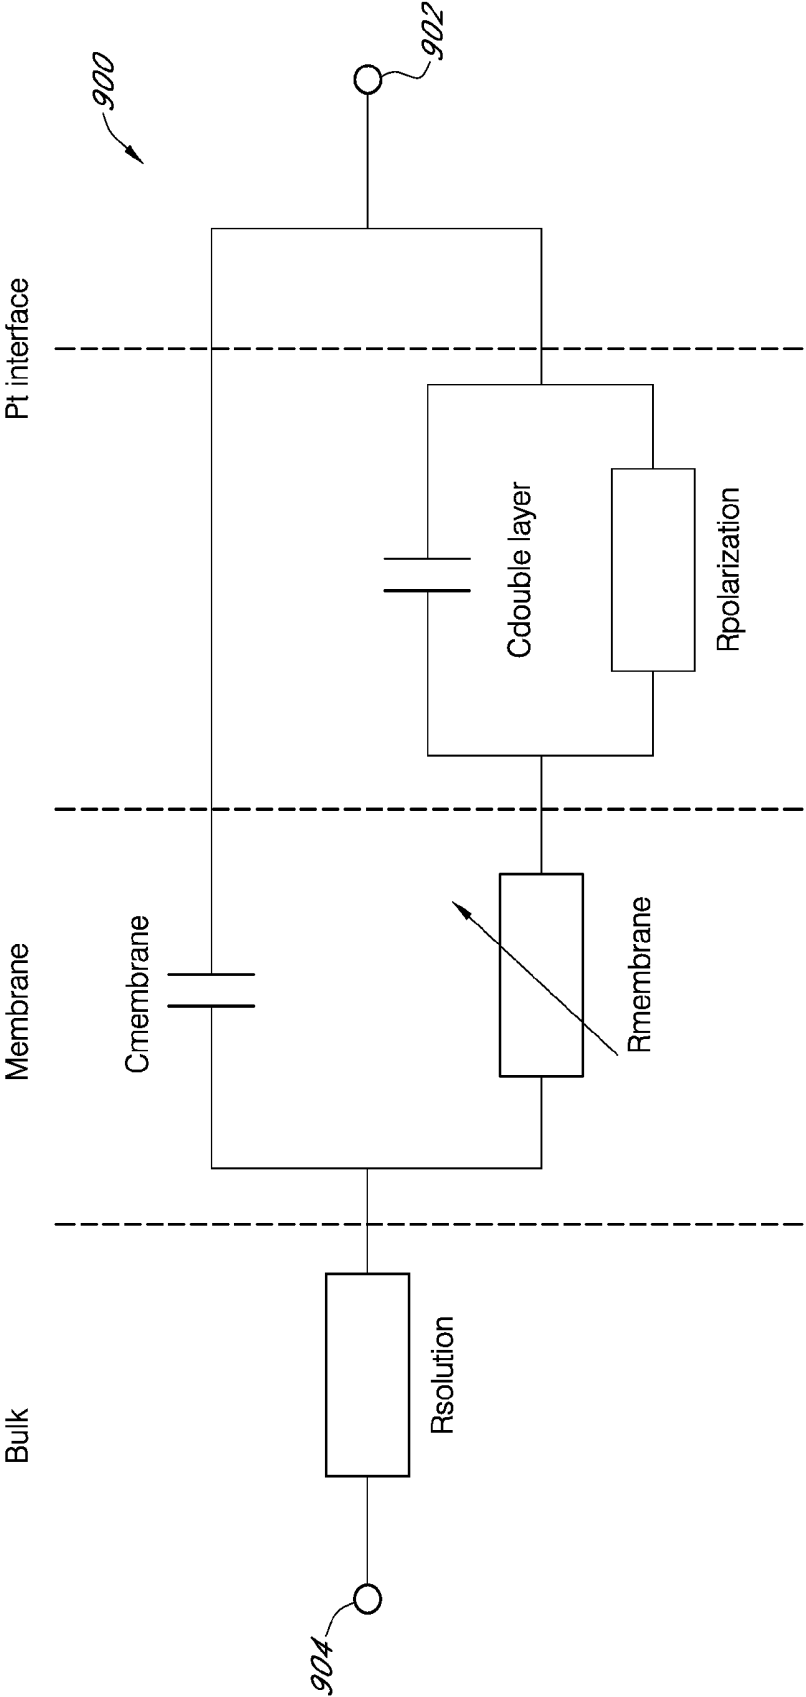 900
Bulk
Membrane
Pt interface
Cmembrane
904
902
Rsolution
Cdouble layer
Rmembrane
Rpolarization